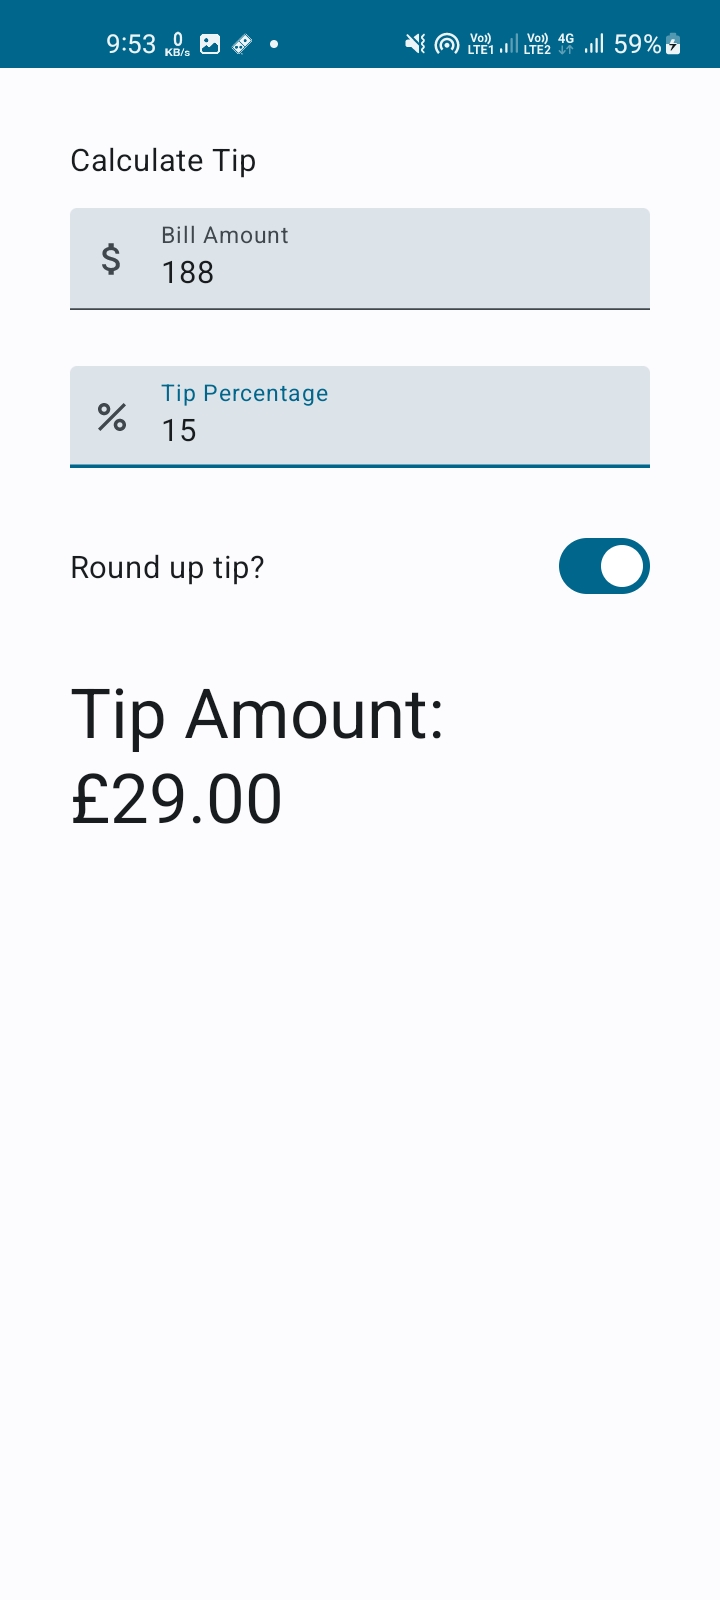 9:53 0 KB/s Vo)) LTE1 Vo)) LTE2 4G 59%
Calculate Tip
$ Bill Amount
188
% Tip Percentage
15
Round up tip?
Tip Amount:
£29.00